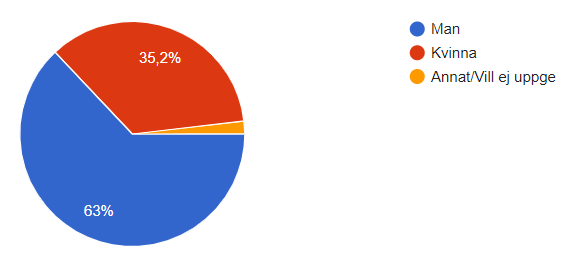 Man
Kvinna
Annat/Vill ej uppge
35,2%
63%